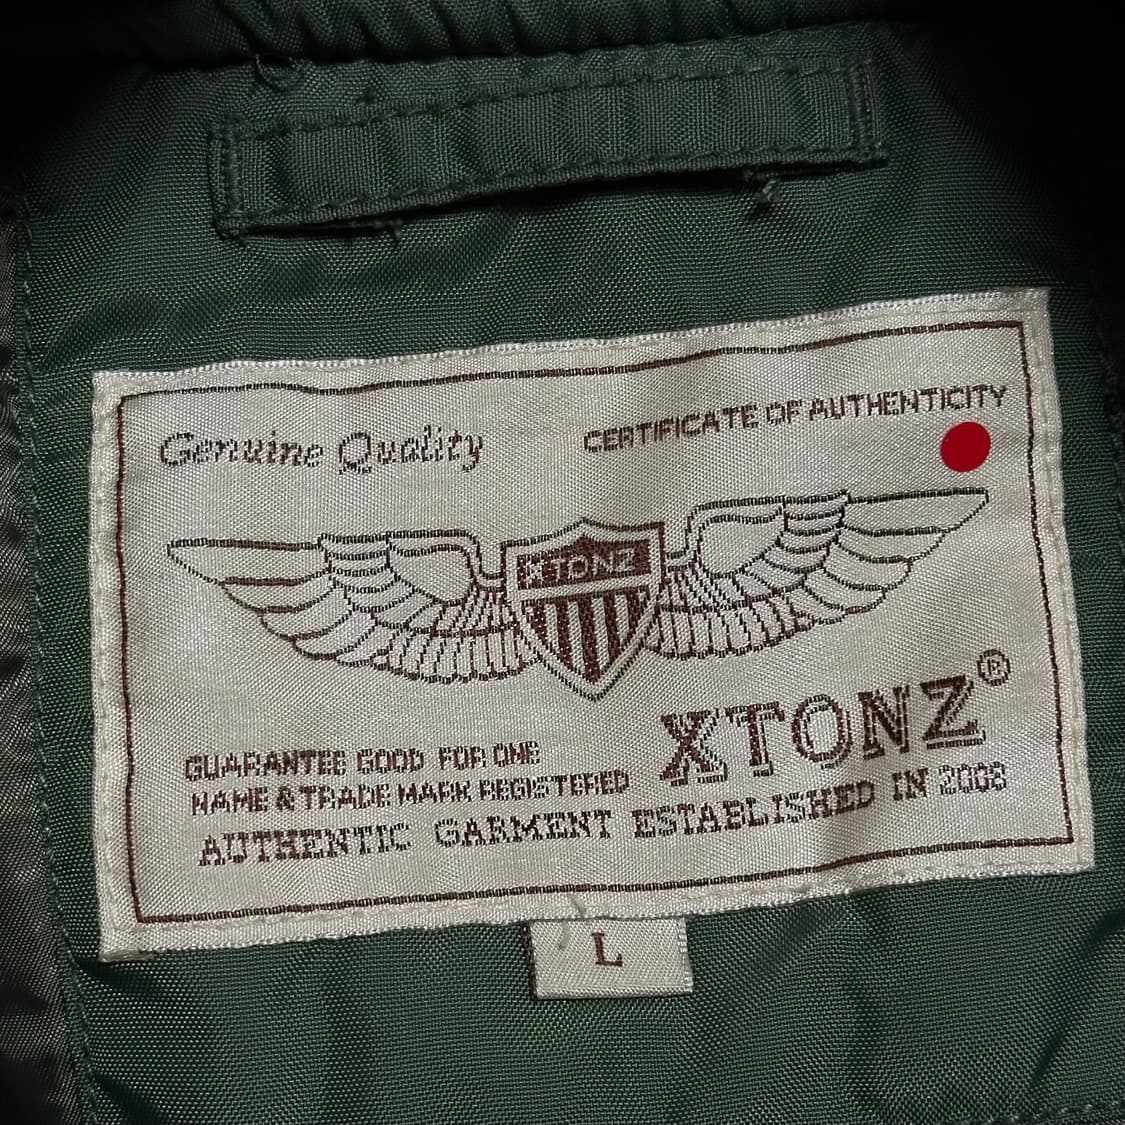 Genuine Quality
CERTIFICATE OF AUTHENTICITY
XTONZ
XTONZ®
GUARANTEE GOOD FOR ONE
NAME & TRADE MARK REGISTERED
AUTHENTIC GARMENT ESTABLISHED IN 2008
L